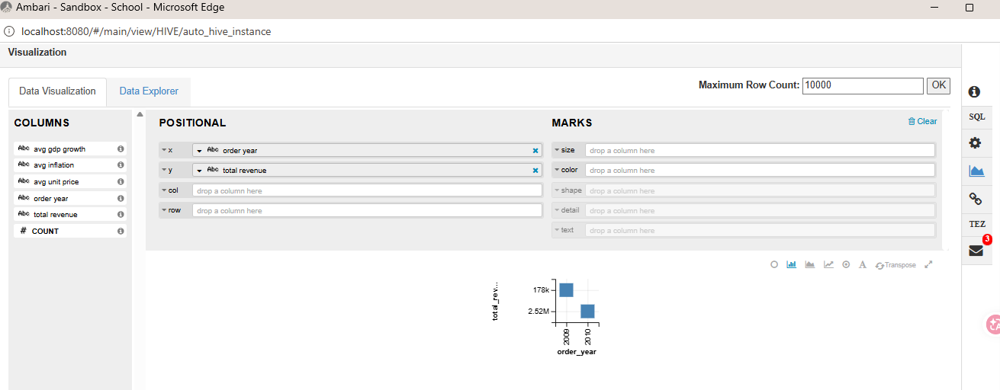 Ambari - Sandbox - School - Microsoft Edge
localhost:8080/#/main/view/HIVE/auto_hive_instance
Visualization
Data Visualization Data Explorer Maximum Row Count: 10000 OK
COLUMNS POSITIONAL MARKS Clear
Abc avg gdp growth x Abc order year size drop a column here
Abc avg inflation y Abc total revenue color drop a column here
Abc avg unit price col drop a column here shape drop a column here
Abc order year row drop a column here detail drop a column here
Abc total revenue text drop a column here
# COUNT
A Transpose
total_rev...
178k
2.52M
2009 2010
order_year
SQL
TEZ
3